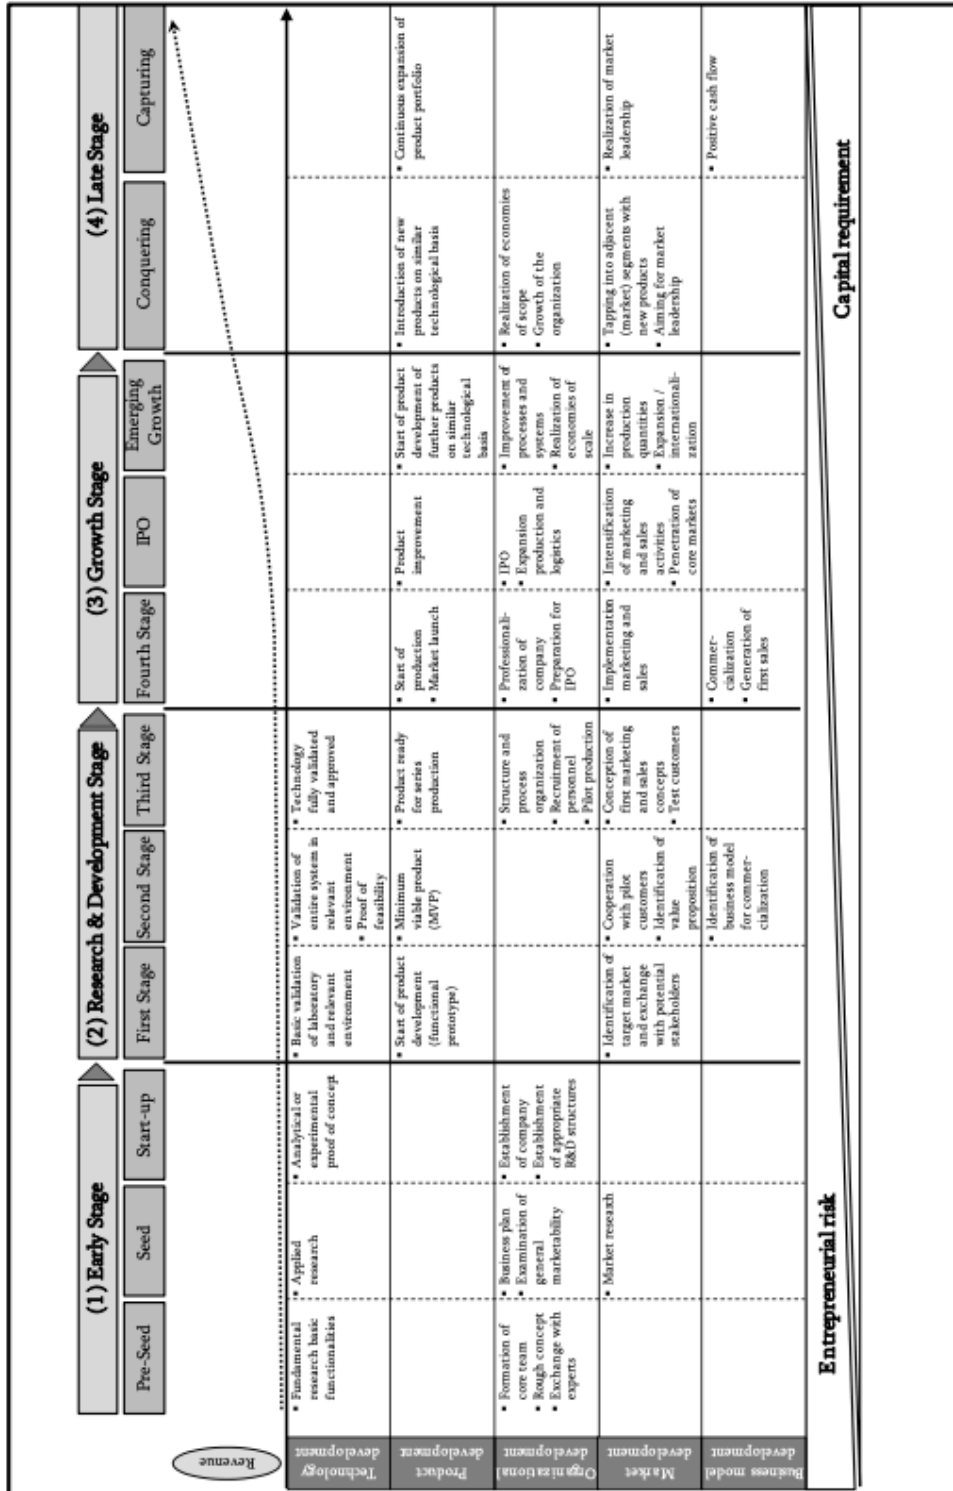 (1) Early Stage
(2) Research & Development Stage
(3) Growth Stage
(4) Late Stage
Pre-Seed
Seed
Start-up
First Stage
Second Stage
Third Stage
Fourth Stage
IPO
Emerging
Growth
Conquering
Capturing
Revenue
Technology
development
▪ Fundamental
research basic
functionalities
▪ Applied
research
▪ Analytical or
experimental
proof of concept
▪ Basic validation
of laboratory
and relevant
environment
▪ Validation of
entire system in
relevant
environment
▪ Proof of
feasibility
▪ Technology
fully validated
and approved
Product
development
▪ Start of product
development
(functional
prototype)
▪ Minimum
viable product
(MVP)
▪ Product ready
for series
production
▪ Start of
production
▪ Market launch
▪ Product
improvement
▪ Start of product
development of
further products
on similar
technological
basis
▪ Introduction of new
products on similar
technological basis
▪ Continuous expansion of
product portfolio
Organizational
development
▪ Formation of
core team
▪ Rough concept
▪ Exchange with
experts
▪ Business plan
▪ Examination of
general
marketability
▪ Establishment
of company
▪ Establishment
of appropriate
R&D structures
▪ Structure and
process
organization
▪ Recruitment of
personnel
▪ Pilot production
▪ Professionali-
zation of
company
▪ Preparation for
IPO
▪ IPO
▪ Expansion
production and
logistics
▪ Improvement of
processes and
systems
▪ Realization of
economies of
scale
▪ Realization of economies
of scope
▪ Growth of the
organization
Market
development
▪ Market research
▪ Identification of
target market
and exchange
with potential
stakeholders
▪ Cooperation
with pilot
customers
▪ Identification of
value
proposition
▪ Conception of
first marketing
and sales
concepts
▪ Test customers
▪ Implementation
marketing and
sales
▪ Intensification
of marketing
and sales
activities
▪ Penetration of
core markets
▪ Increase in
production
quantities
▪ Expansion /
internationali-
zation
▪ Tapping into adjacent
(market) segments with
new products
▪ Aiming for market
leadership
▪ Realization of market
leadership
Business model
development
▪ Identification of
business model
for commer-
cialization
▪ Commer-
cialization
▪ Generation of
first sales
▪ Positive cash flow
Entrepreneurial risk
Capital requirement